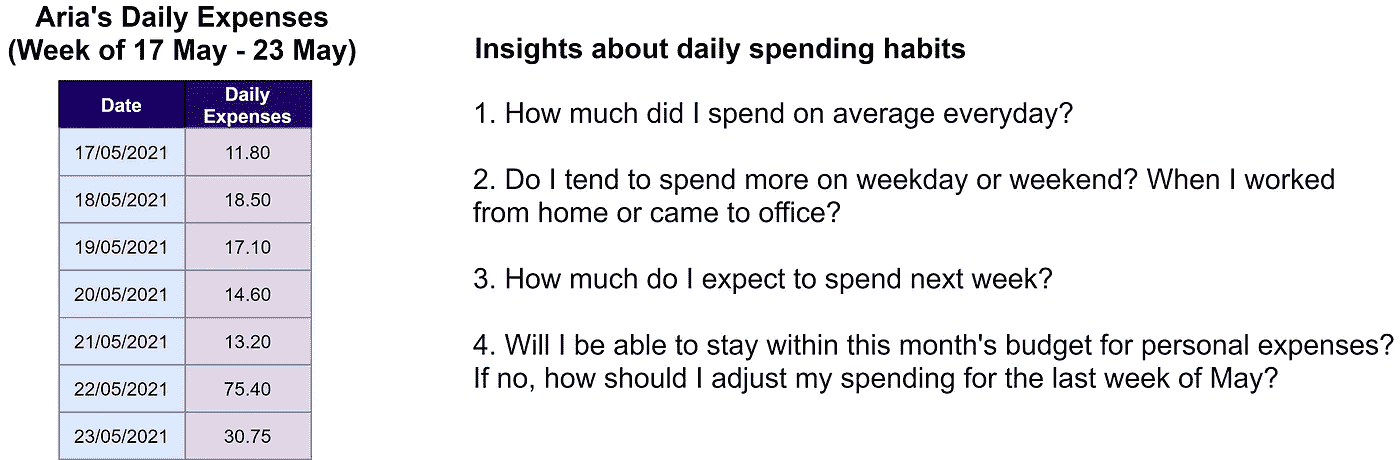 Aria's Daily Expenses
(Week of 17 May - 23 May)
Date
Daily
Expenses
17/05/2021 11.80
18/05/2021 18.50
19/05/2021 17.10
20/05/2021 14.60
21/05/2021 13.20
22/05/2021 75.40
23/05/2021 30.75
Insights about daily spending habits
1. How much did I spend on average everyday?
2. Do I tend to spend more on weekday or weekend? When I worked
from home or came to office?
3. How much do I expect to spend next week?
4. Will I be able to stay within this month's budget for personal expenses?
If no, how should I adjust my spending for the last week of May?